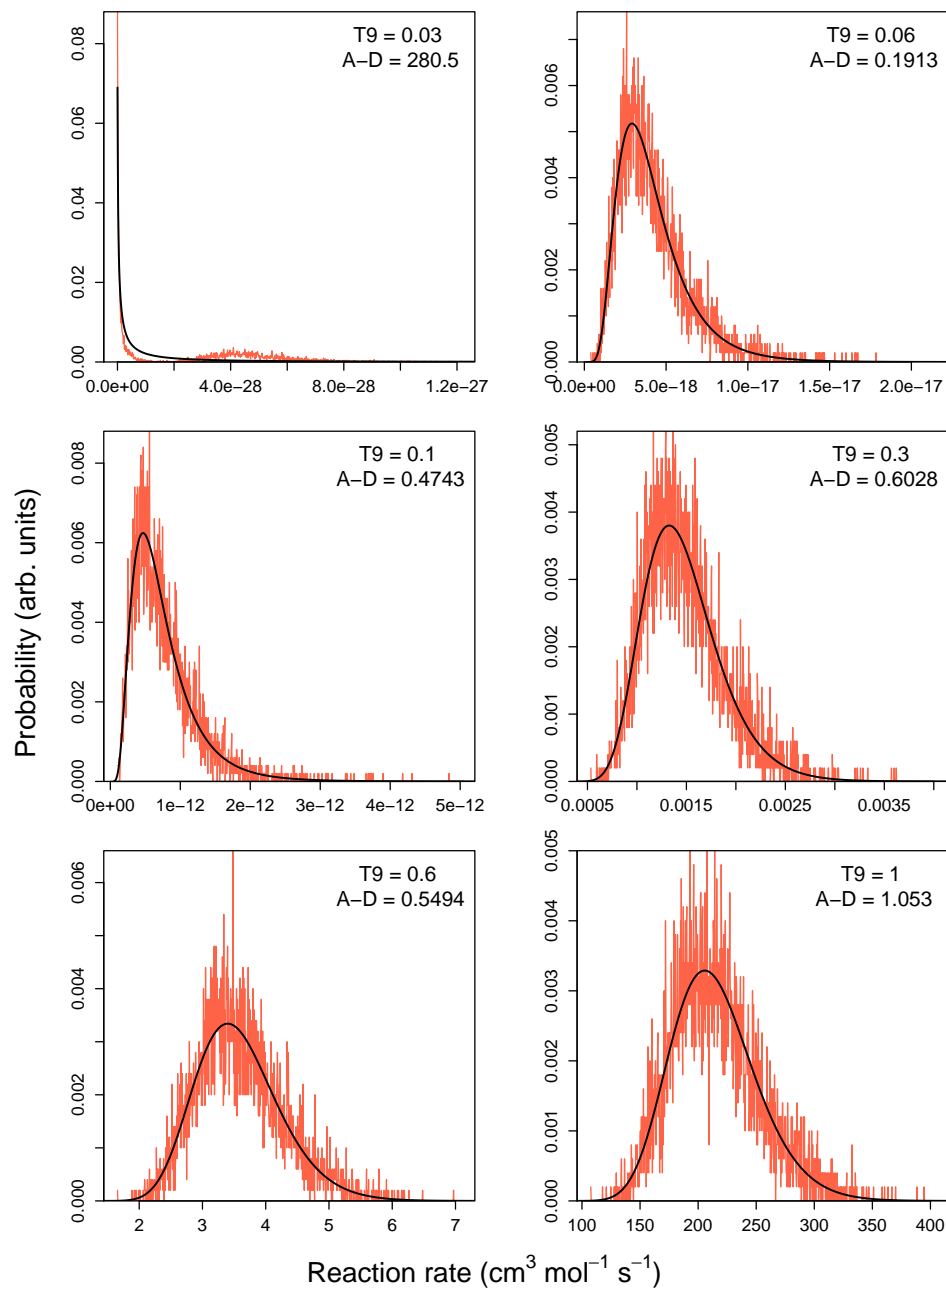 T9 = 0.03
A−D = 280.5
0.00
0.02
0.04
0.06
0.08
0.0e+00
4.0e−28
8.0e−28
1.2e−27
T9 = 0.06
A−D = 0.1913
0.000
0.002
0.004
0.006
0.0e+00
5.0e−18
1.0e−17
1.5e−17
2.0e−17
T9 = 0.1
A−D = 0.4743
0.000
0.002
0.004
0.006
0.008
0e+00
1e−12
2e−12
3e−12
4e−12
5e−12
T9 = 0.3
A−D = 0.6028
0.000
0.001
0.002
0.003
0.004
0.005
0.0005
0.0015
0.0025
0.0035
T9 = 0.6
A−D = 0.5494
0.000
0.002
0.004
0.006
2
3
4
5
6
7
T9 = 1
A−D = 1.053
0.000
0.001
0.002
0.003
0.004
0.005
100
150
200
250
300
350
400
Probability (arb. units)
Reaction rate (cm³ mol⁻¹ s⁻¹)